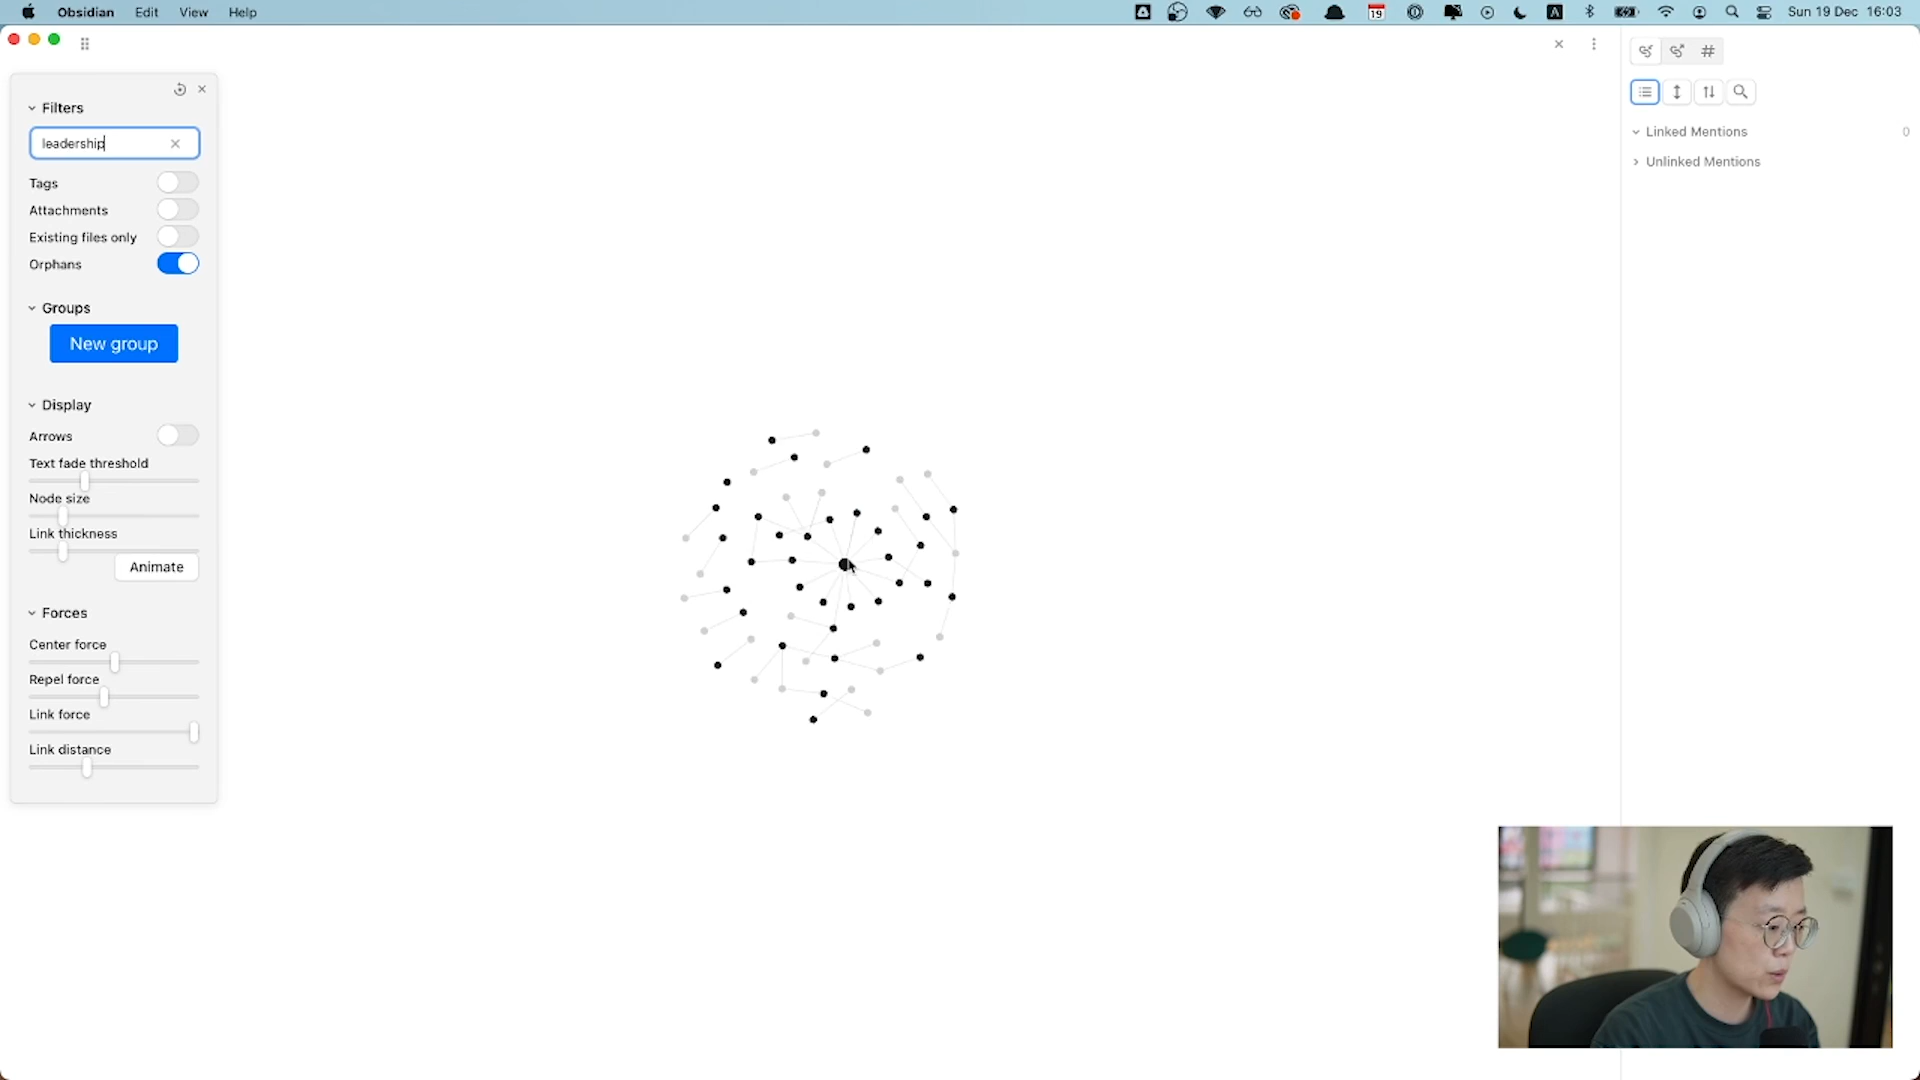 Obsidian Edit View Help
19
A
Sun 19 Dec 16:03
Filters
leadership
Tags
Attachments
Existing files only
Orphans
Groups
New group
Display
Arrows
Text fade threshold
Node size
Link thickness
Animate
Forces
Center force
Repel force
Link force
Link distance
#
Linked Mentions 0
Unlinked Mentions